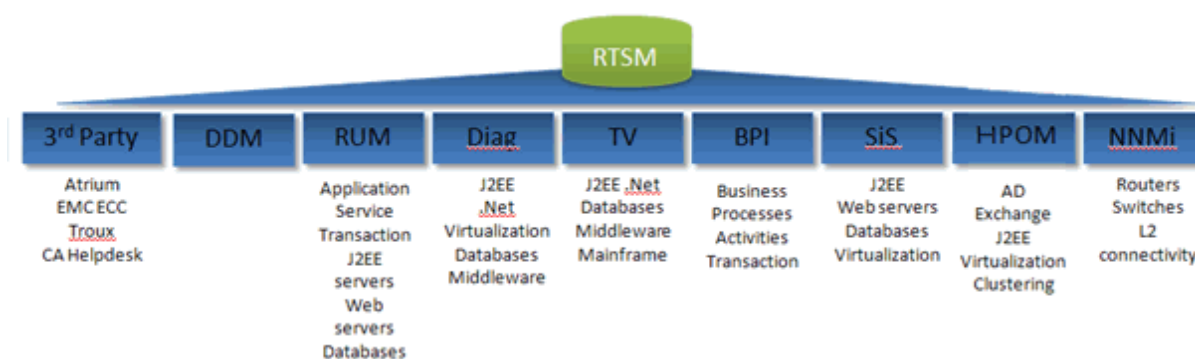 RTSM
3rd Party
DDM
RUM
Diag
TV
BPI
SiS
HPOM
NNMi
Atrium
EMC ECC
Troux
CA Helpdesk
Application
Service
Transaction
J2EE
servers
Web
servers
Databases
J2EE
.Net
Virtualization
Databases
Middleware
J2EE .Net
Databases
Middleware
Mainframe
Business
Processes
Activities
Transaction
J2EE
Web servers
Databases
Virtualization
AD
Exchange
J2EE
Virtualization
Clustering
Routers
Switches
L2
connectivity